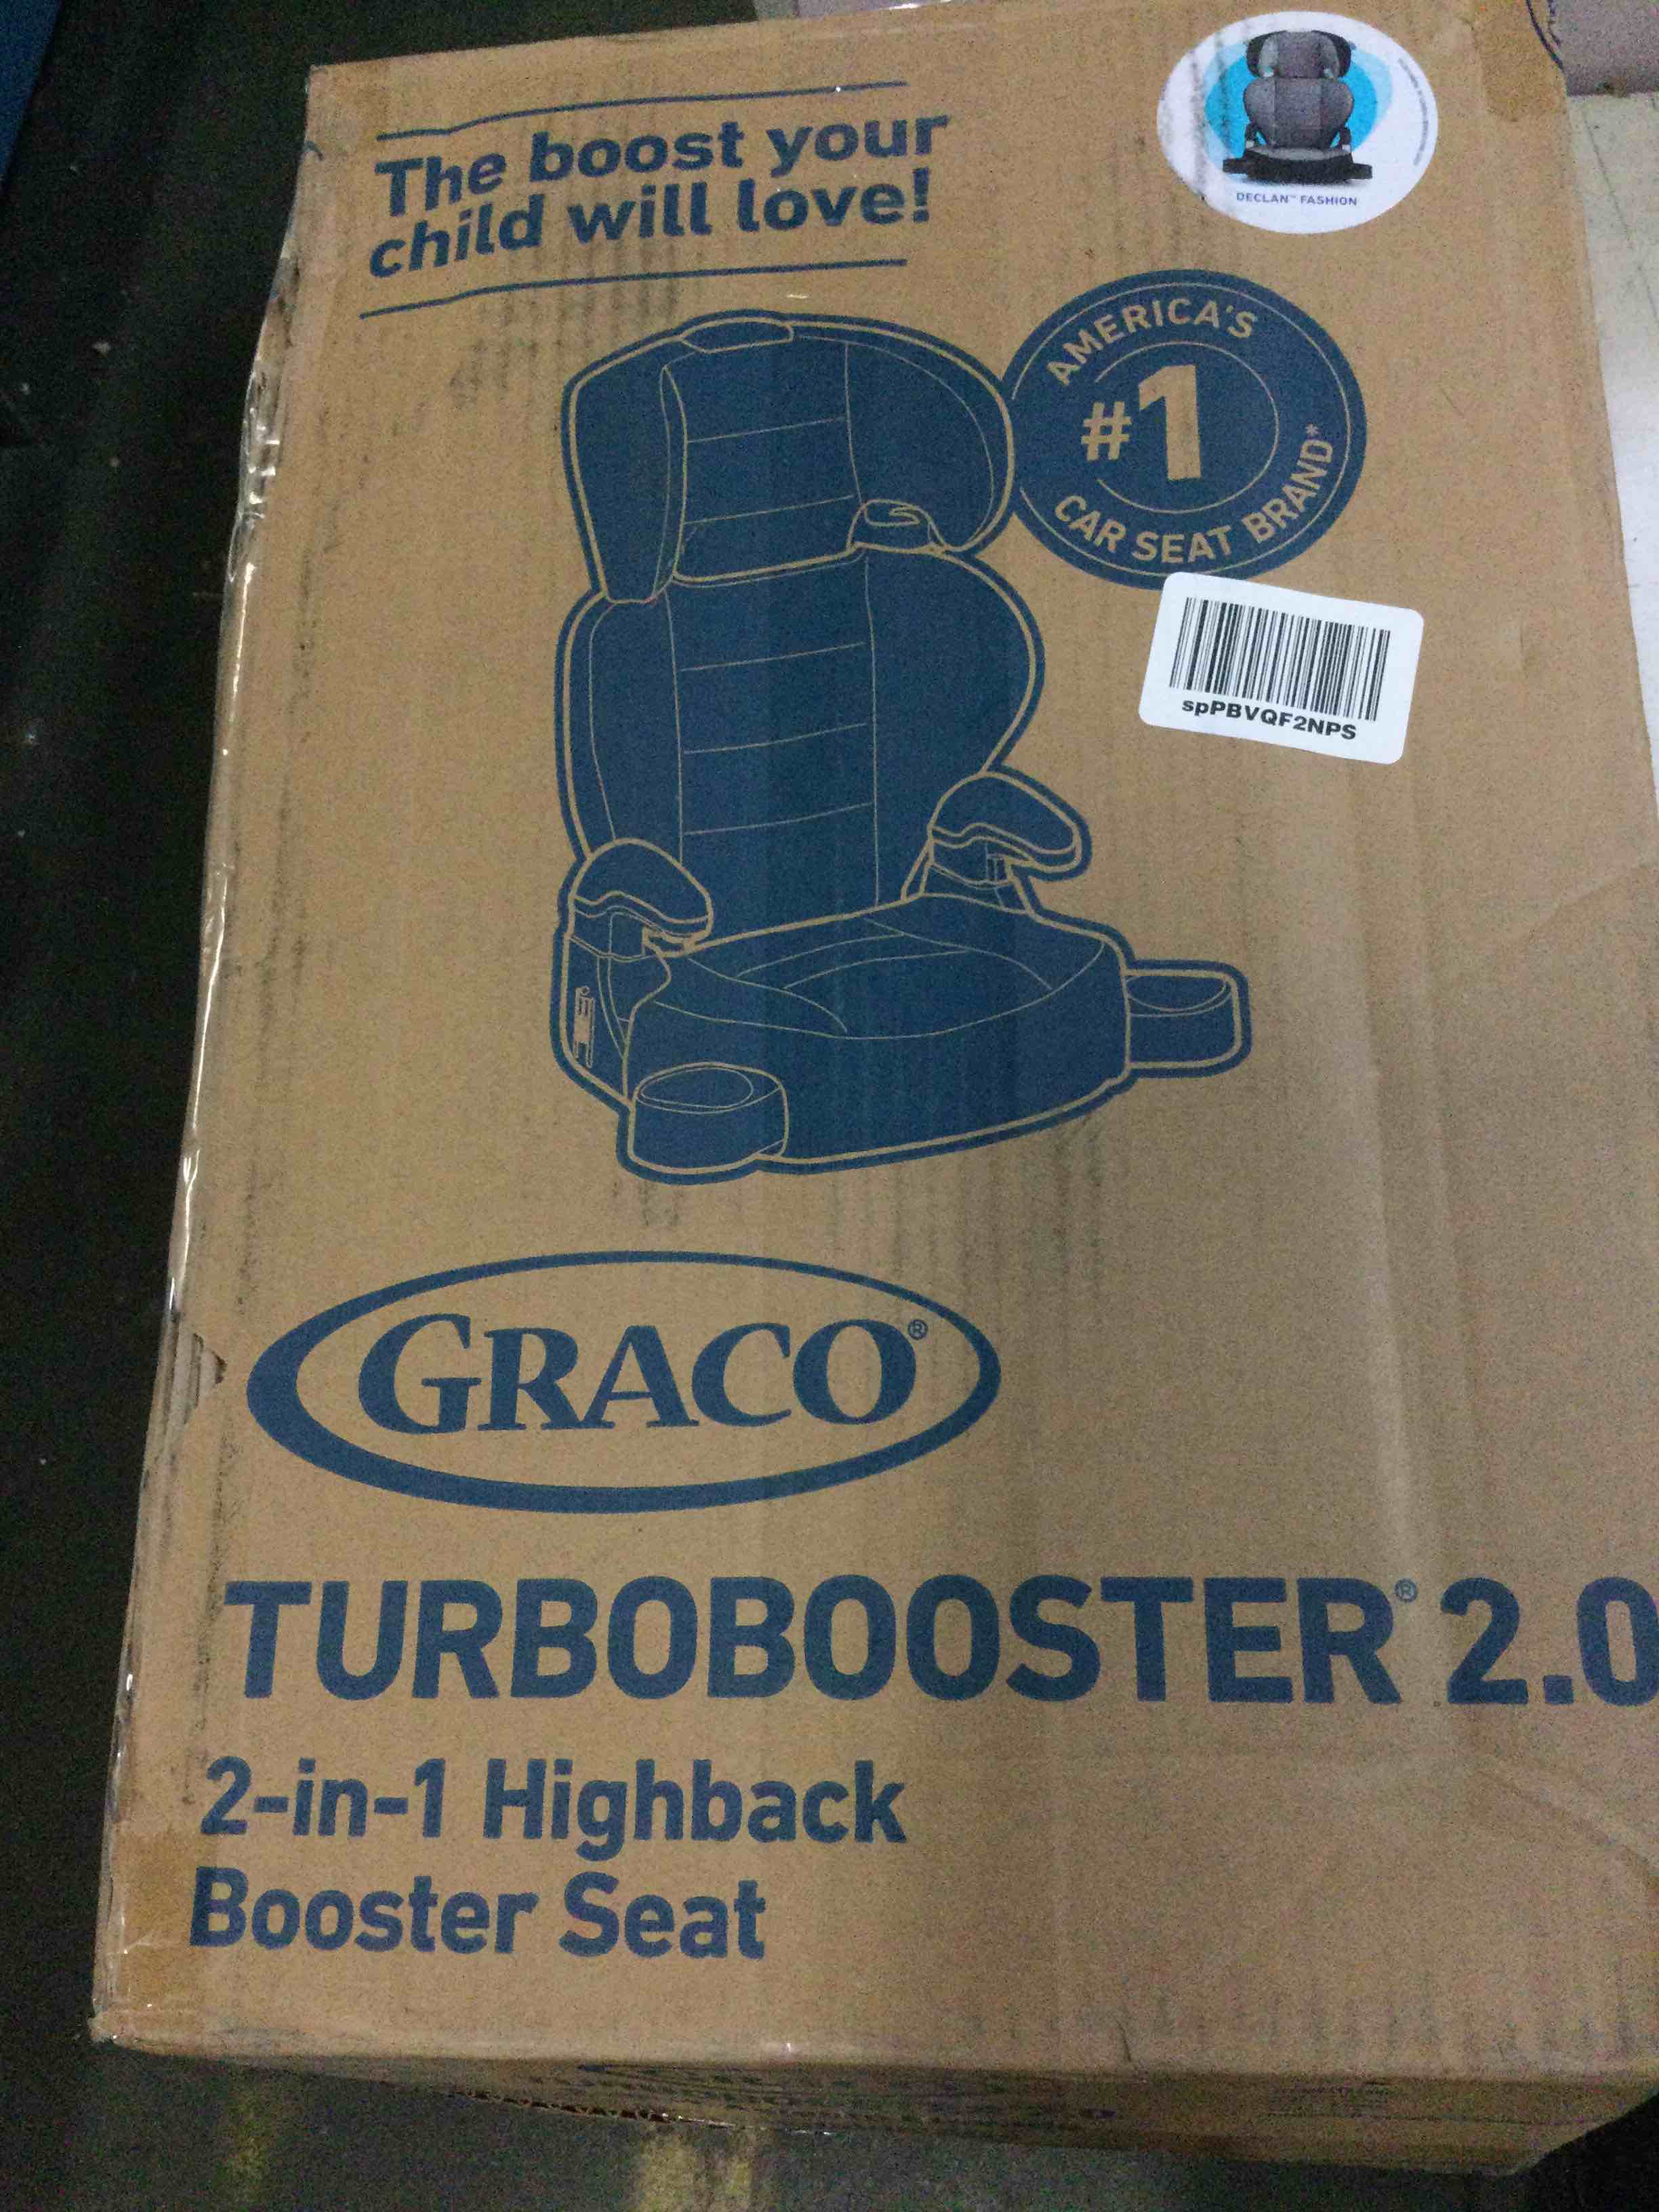 The boost your
child will love!
DECLAN™ FASHION
AMERICA'S
#1
CAR SEAT BRAND*
spPBVQF2NPS
GRACO®
TURBOBOOSTER® 2.0
2-in-1 Highback
Booster Seat